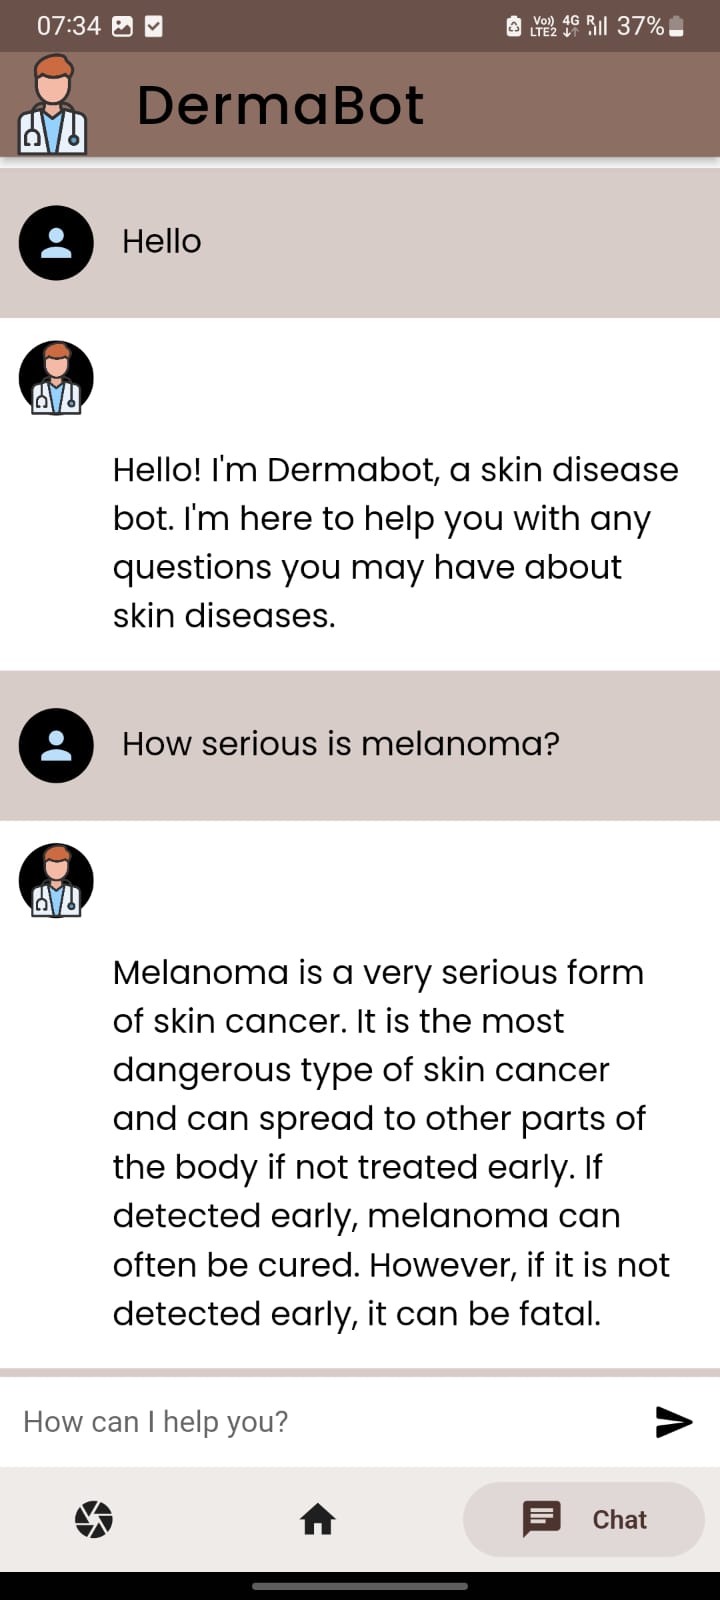 07:34
Vo)) 4G R 37%
LTE2
DermaBot
Hello
Hello! I'm Dermabot, a skin disease
bot. I'm here to help you with any
questions you may have about
skin diseases.
How serious is melanoma?
Melanoma is a very serious form
of skin cancer. It is the most
dangerous type of skin cancer
and can spread to other parts of
the body if not treated early. If
detected early, melanoma can
often be cured. However, if it is not
detected early, it can be fatal.
How can I help you?
Chat